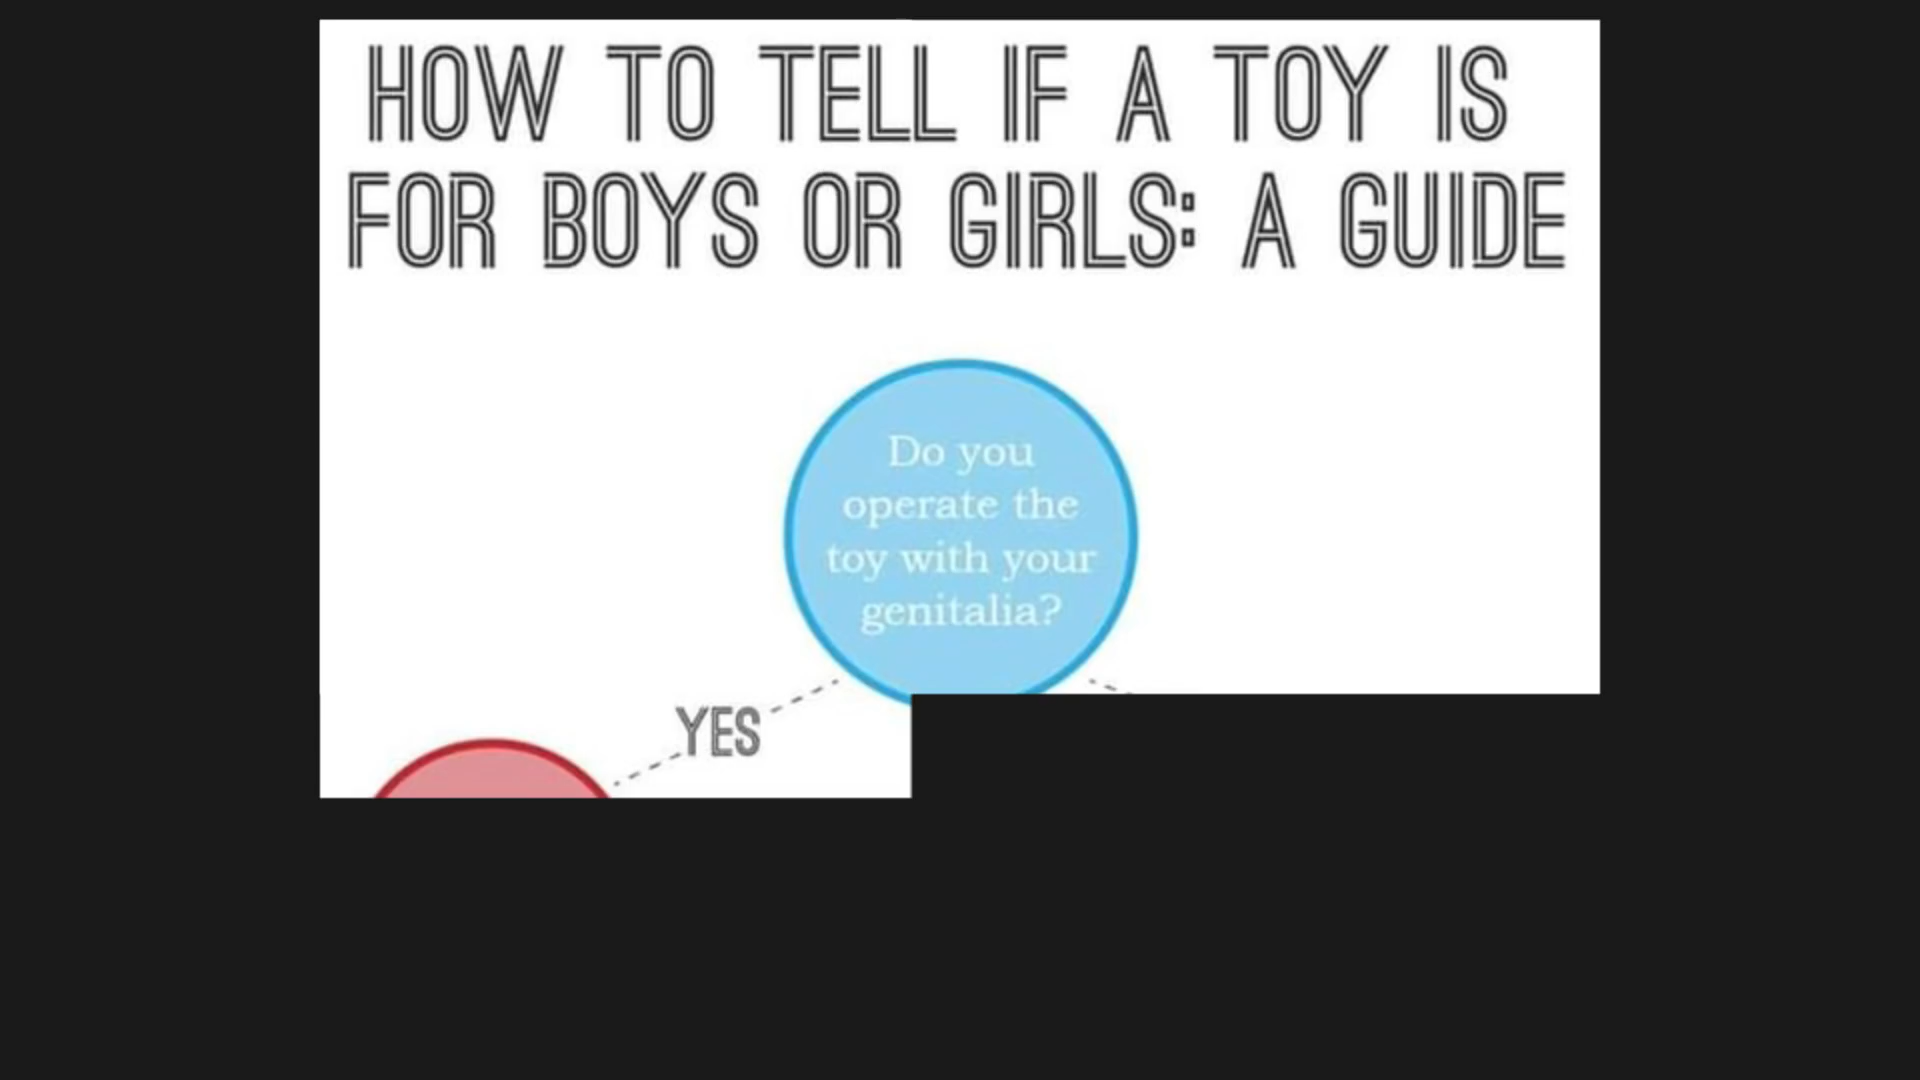 HOW TO TELL IF A TOY IS
FOR BOYS OR GIRLS: A GUIDE
Do you
operate the
toy with your
genitalia?
YES